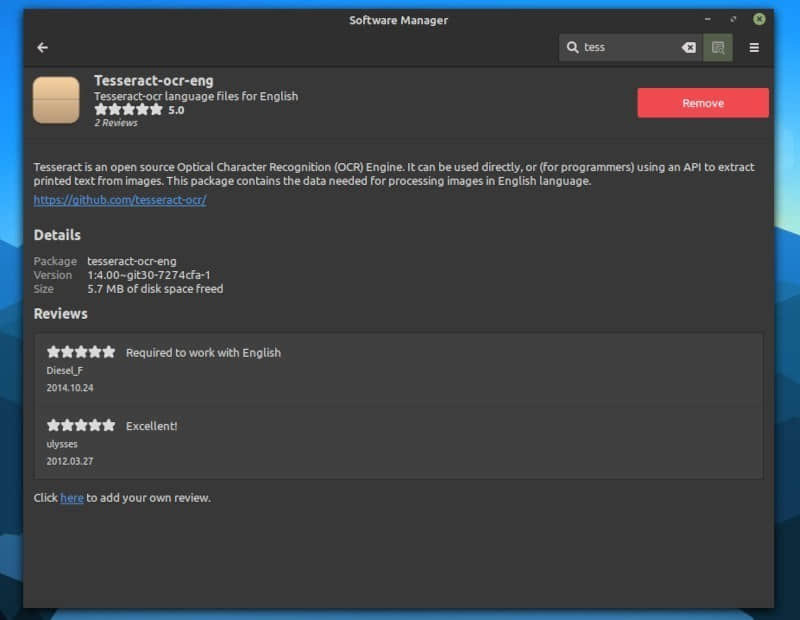 Software Manager
tess
Tesseract-ocr-eng
Tesseract-ocr language files for English
5.0
2 Reviews
Remove
Tesseract is an open source Optical Character Recognition (OCR) Engine. It can be used directly, or (for programmers) using an API to extract
printed text from images. This package contains the data needed for processing images in English language.
https://github.com/tesseract-ocr/
Details
Package tesseract-ocr-eng
Version 1:4.00~git30-7274cfa-1
Size 5.7 MB of disk space freed
Reviews
Required to work with English
Diesel_F
2014.10.24
Excellent!
ulysses
2012.03.27
Click here to add your own review.